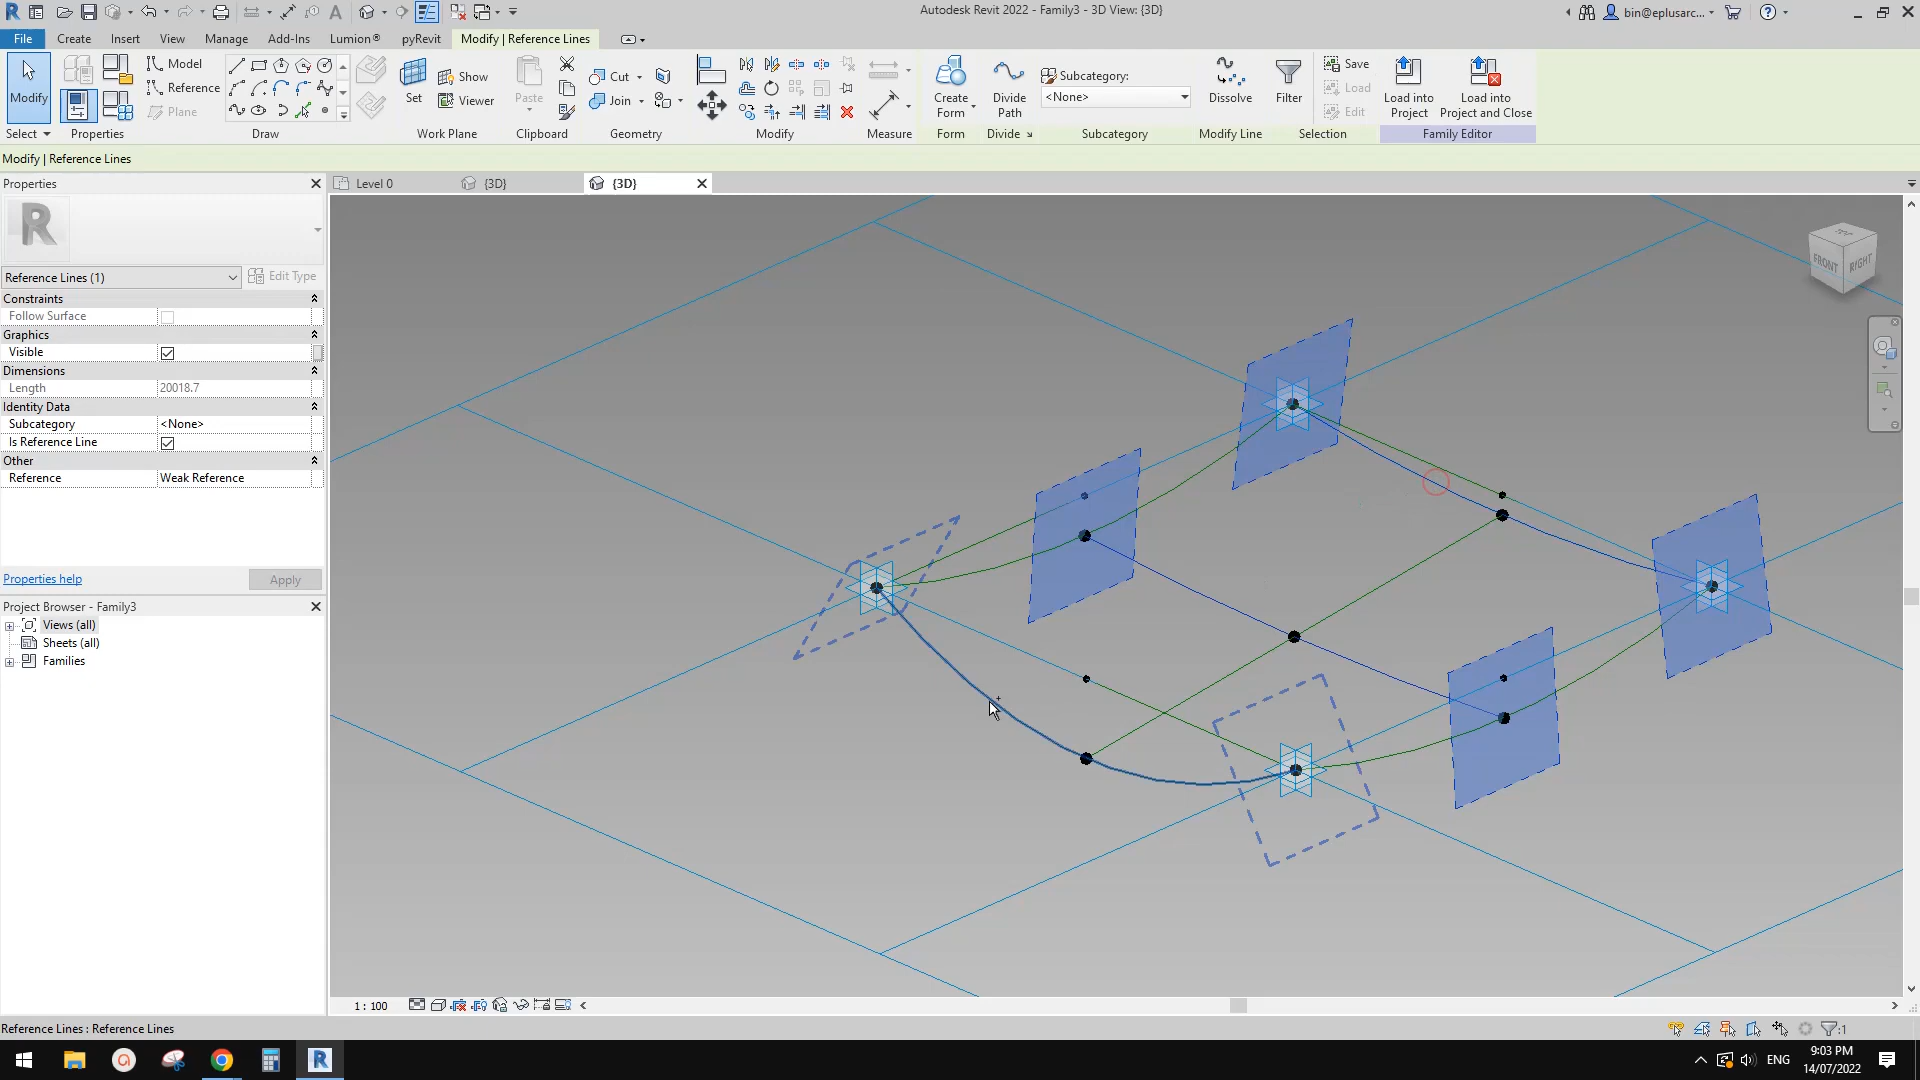 Autodesk Revit 2022 - Family3 - 3D View: {3D}
bin@eplusarc...
File Create Insert View Manage Add-Ins Lumion® pyRevit Modify | Reference Lines
Modify
Select
Properties
Model
Reference
Plane
Draw
Set
Show
Viewer
Work Plane
Paste
Clipboard
Cut
Join
Geometry
Modify
Measure
Create
Form
Form
Divide
Path
Divide
Subcategory:
<None>
Subcategory
Dissolve
Modify Line
Filter
Save
Load
Edit
Selection
Load into
Project
Load into
Project and Close
Family Editor
Modify | Reference Lines
Properties
Reference Lines (1)
Edit Type
Constraints
Follow Surface
Graphics
Visible
Dimensions
Length 20018.7
Identity Data
Subcategory <None>
Is Reference Line
Other
Reference Weak Reference
Properties help
Apply
Project Browser - Family3
Views (all)
Sheets (all)
Families
Level 0
{3D}
{3D}
TOP
FRONT
RIGHT
1 : 100
Reference Lines : Reference Lines
:1
ENG
9:03 PM
14/07/2022